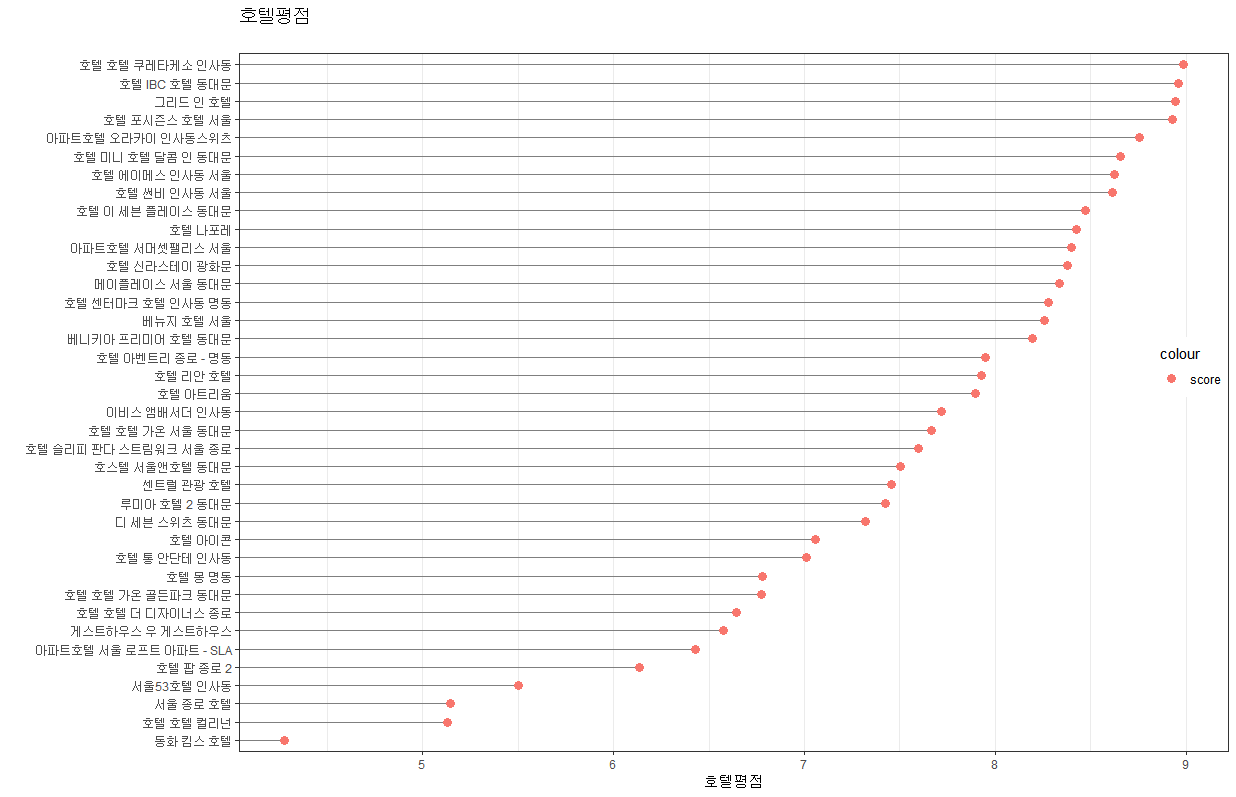 호텔평점
호텔 호텔 쿠레타케소 인사동
호텔 IBC 호텔 동대문
그리드 인 호텔
호텔 포시즌스 호텔 서울
아파트호텔 오라카이 인사동스위츠
호텔 미니 호텔 달콤 인 동대문
호텔 에이메스 인사동 서울
호텔 썬비 인사동 서울
호텔 이 세븐 플레이스 동대문
호텔 나포레
아파트호텔 서머셋팰리스 서울
호텔 신라스테이 광화문
메이플레이스 서울 동대문
호텔 센터마크 호텔 인사동 명동
베뉴지 호텔 서울
베니키아 프리미어 호텔 동대문
호텔 아벤트리 종로 - 명동
호텔 리안 호텔
호텔 아트리움
이비스 앰배서더 인사동
호텔 호텔 가온 서울 동대문
호텔 슬리피 판다 스트림워크 서울 종로
호스텔 서울앤호텔 동대문
센트럴 관광 호텔
루미아 호텔 2 동대문
더 세븐 스위츠 동대문
호텔 아이콘
호텔 통 안단테 인사동
호텔 몽 명동
호텔 호텔 가온 골든파크 동대문
호텔 호텔 더 디자이너스 종로
게스트하우스 우 게스트하우스
아파트호텔 서울 로프트 아파트 - SLA
호텔 팝 종로 2
서울53호텔 인사동
서울 종로 호텔
호텔 호텔 컬리넌
동화 킴스 호텔
5 6 7 8 9
호텔평점
colour
score